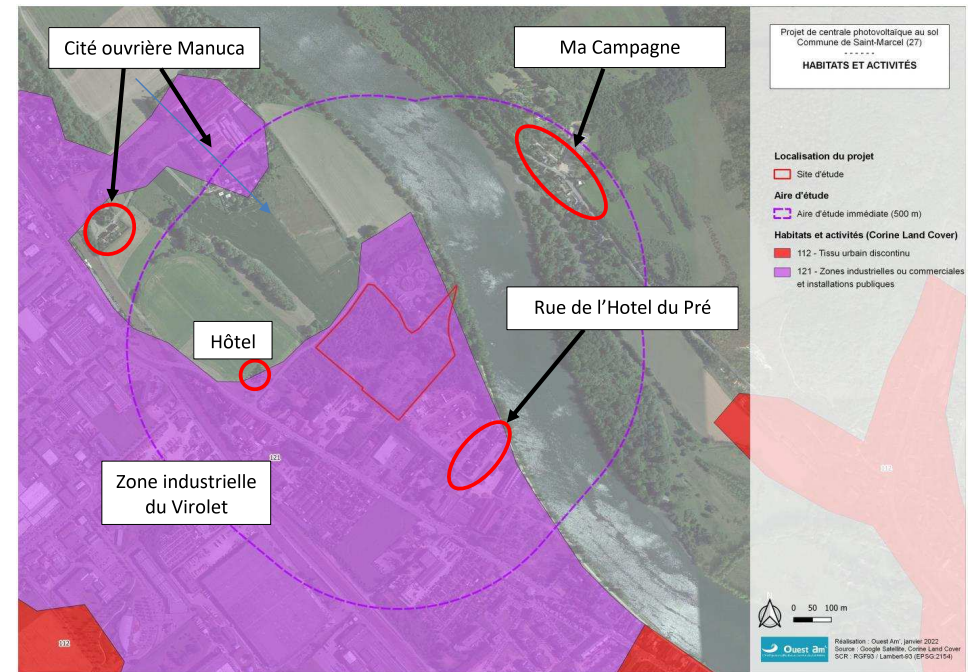 Cité ouvrière Manuca
Ma Campagne
Rue de l'Hotel du Pré
Hôtel
Zone industrielle
du Virolet
121
112
112
Projet de centrale photovoltaïque au sol
Commune de Saint-Marcel (27)
- - - - - -
HABITATS ET ACTIVITÉS
Localisation du projet
Site d'étude
Aire d'étude
Aire d'étude immédiate (500 m)
Habitats et activités (Corine Land Cover)
112 - Tissu urbain discontinu
121 - Zones industrielles ou commerciales
et installations publiques
0 50 100 m
Ouest am'
Réalisation : Ouest Am', janvier 2022
Source : Google Satellite, Corine Land Cover
SCR : RGF93 / Lambert-93 (EPSG:2154)